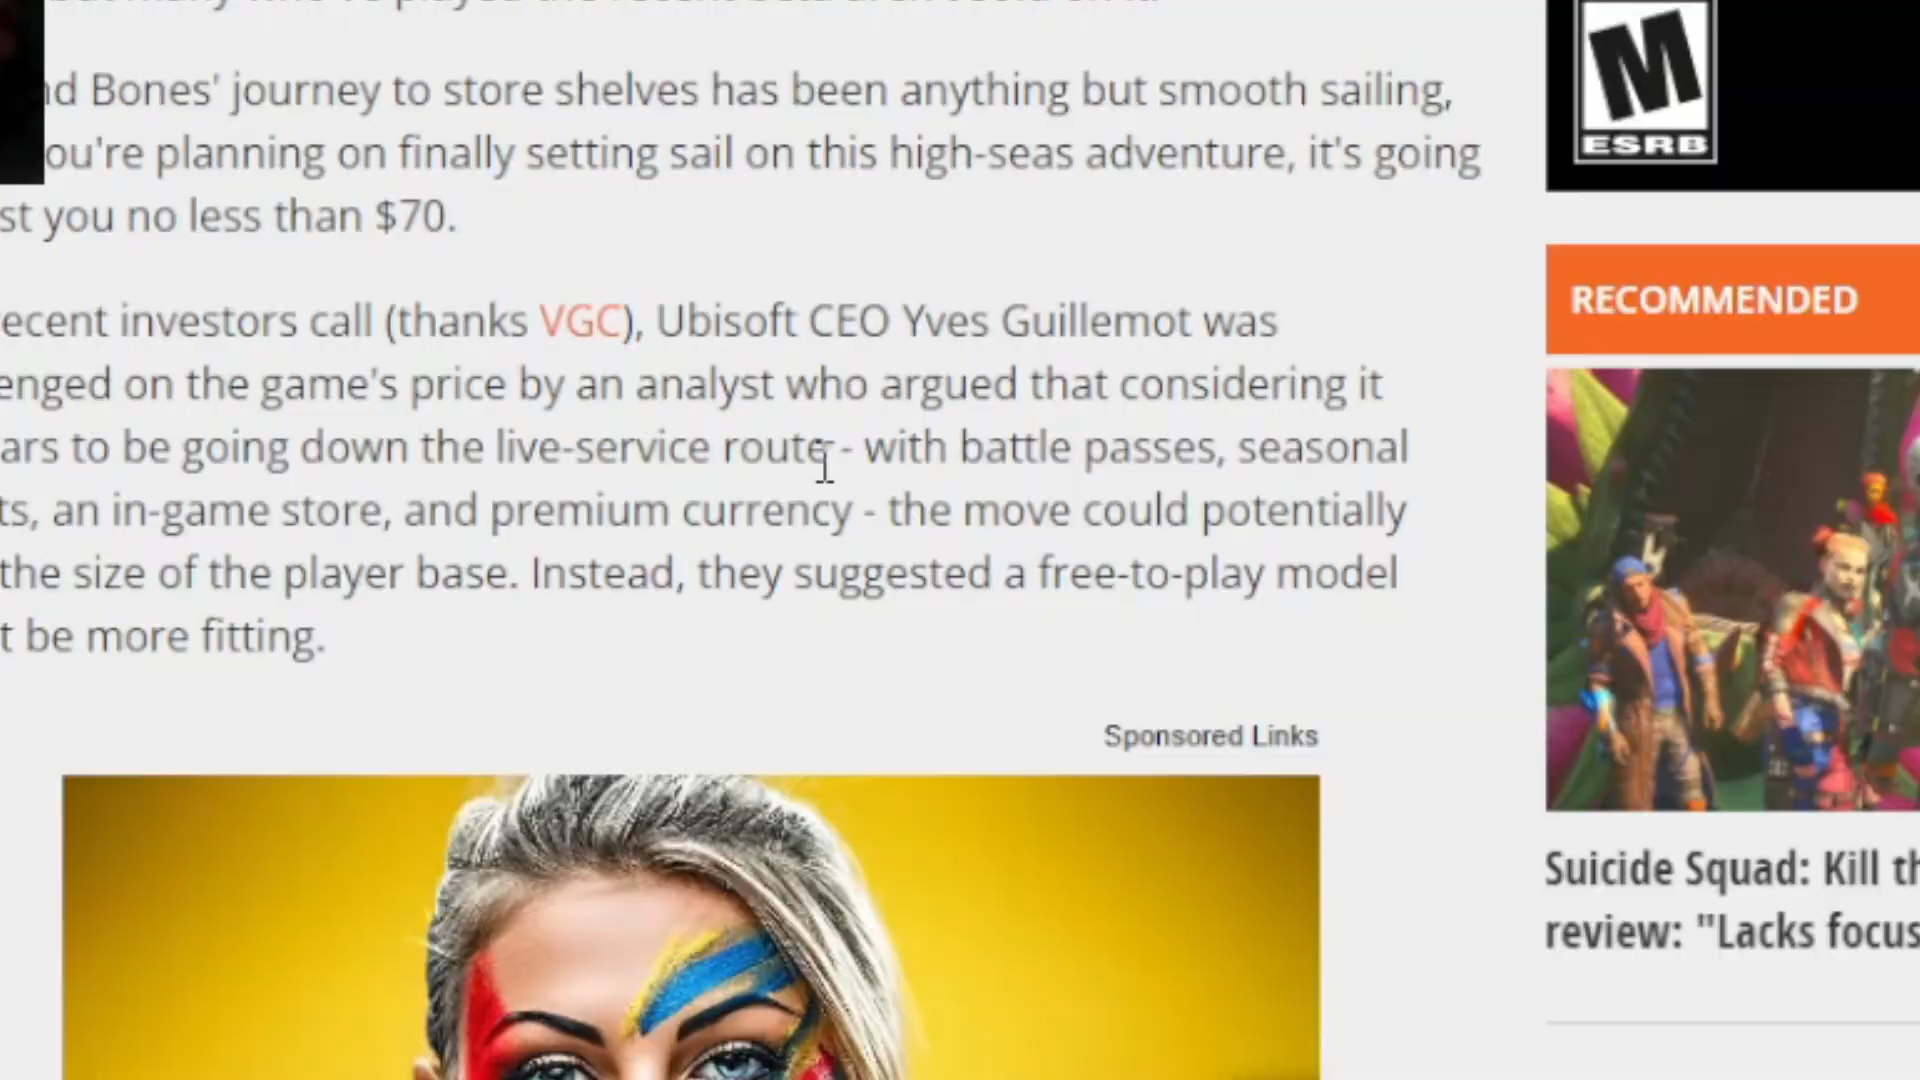 nd Bones' journey to store shelves has been anything but smooth sailing,
ou're planning on finally setting sail on this high-seas adventure, it's going
st you no less than $70.
ecent investors call (thanks VGC), Ubisoft CEO Yves Guillemot was
enged on the game's price by an analyst who argued that considering it
ars to be going down the live-service route - with battle passes, seasonal
ts, an in-game store, and premium currency - the move could potentially
the size of the player base. Instead, they suggested a free-to-play model
t be more fitting.
Sponsored Links
M
ESRB
RECOMMENDED
Suicide Squad: Kill th
review: "Lacks focus